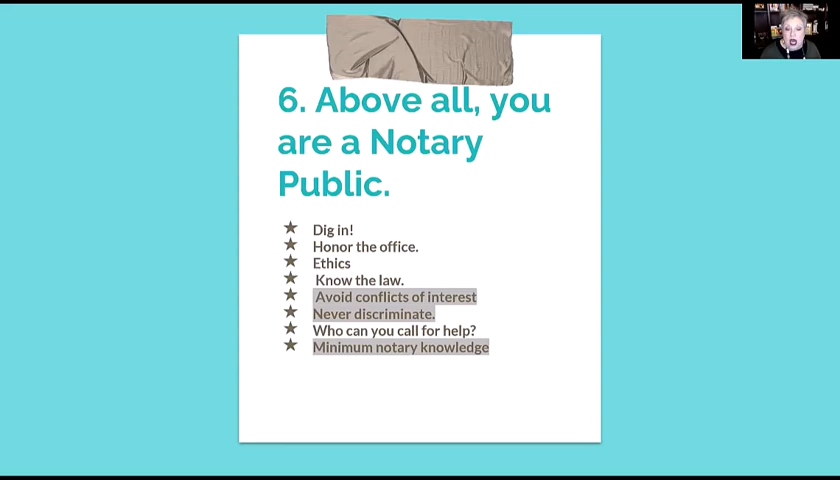 6. Above all, you
are a Notary
Public.
Dig in!
Honor the office.
Ethics
Know the law.
Avoid conflicts of interest
Never discriminate.
Who can you call for help?
Minimum notary knowledge